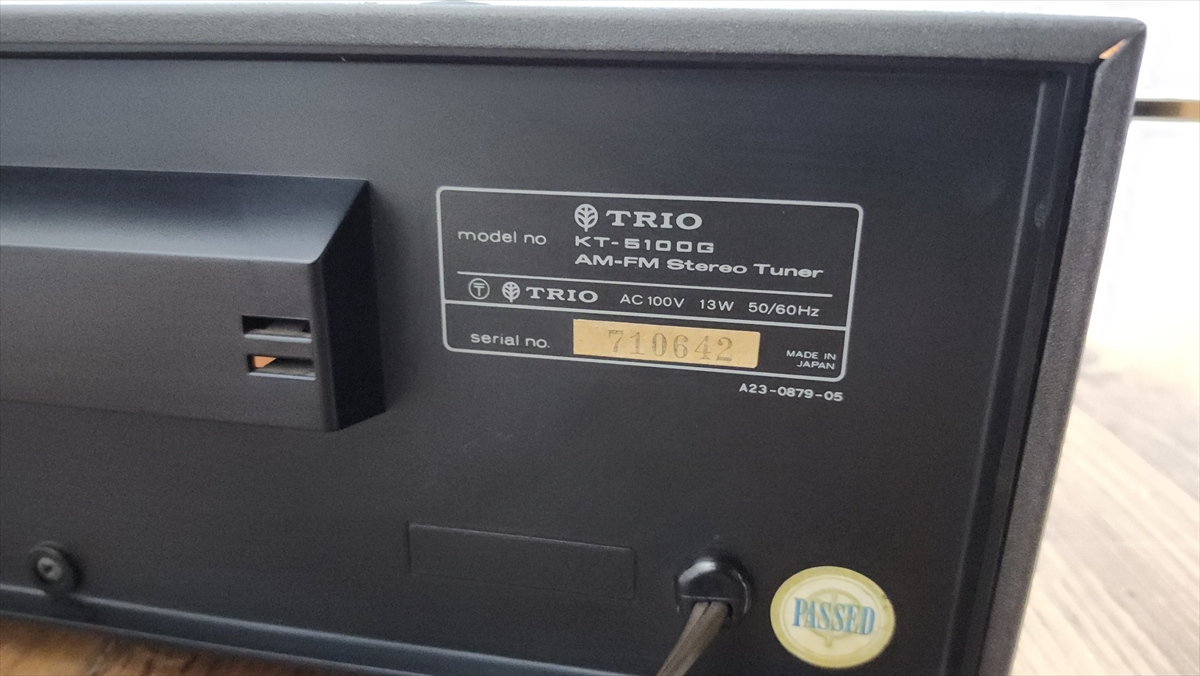 TRIO
model no KT-5100G
AM-FM Stereo Tuner
〒 TRIO AC 100V 13W 50/60Hz
serial no. 710642
MADE IN
JAPAN
A23-0879-05
PASSED